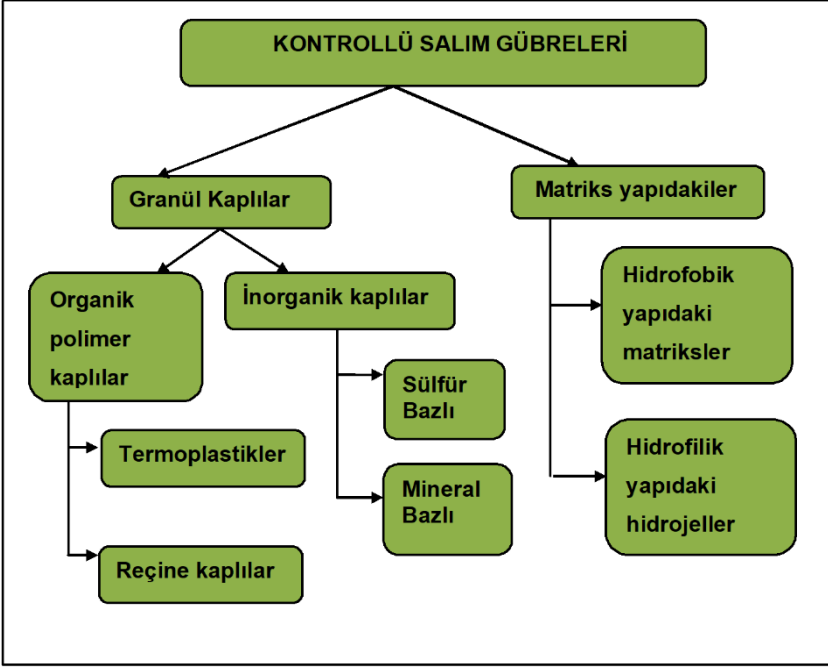 KONTROLLÜ SALIM GÜBRELERİ
Granül Kaplılar
Matriks yapıdakiler
Organik
polimer
kaplılar
İnorganik kaplılar
Hidrofobik
yapıdaki
matriksler
Sülfür
Bazlı
Termoplastikler
Mineral
Bazlı
Hidrofilik
yapıdaki
hidrojeller
Reçine kaplılar